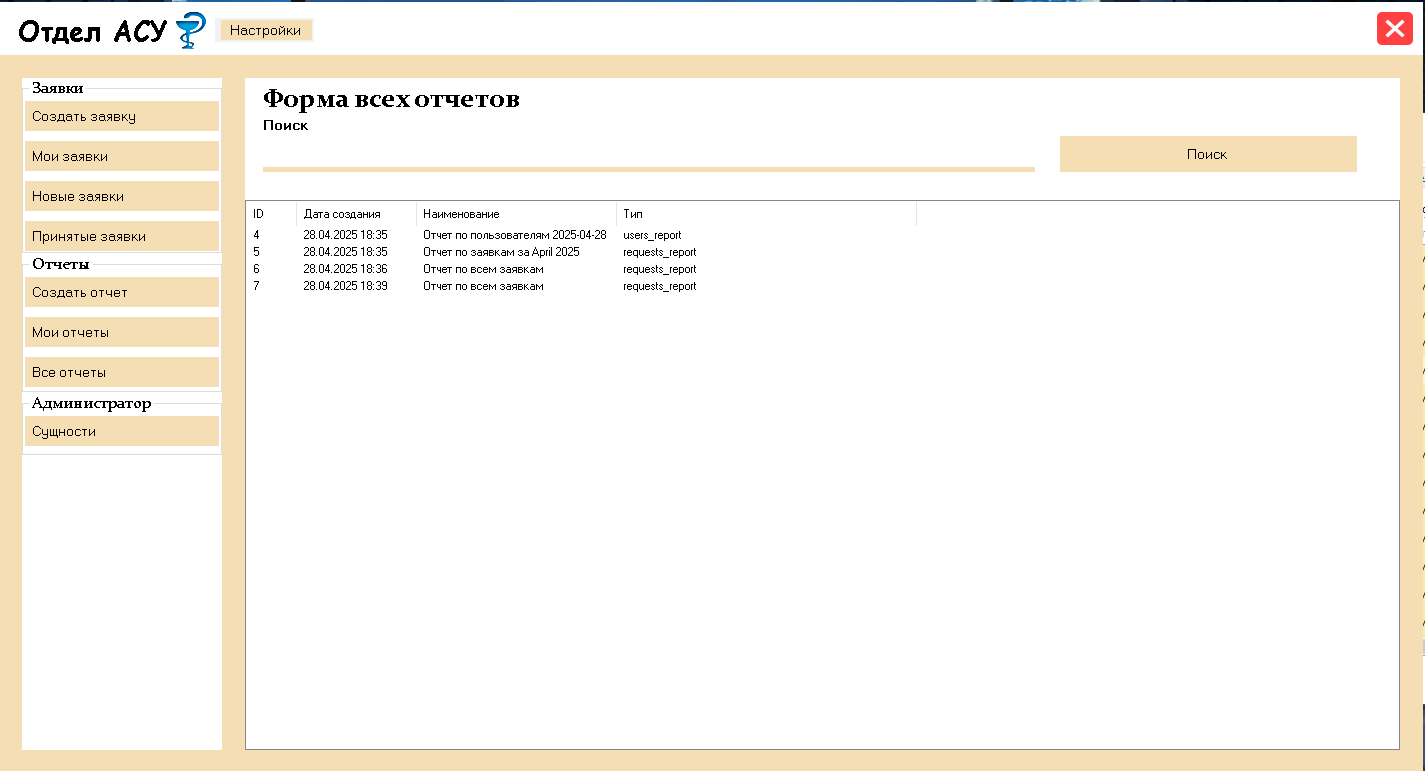 Отдел АСУ
Настройки
Заявки
Создать заявку
Мои заявки
Новые заявки
Принятые заявки
Отчеты
Создать отчет
Мои отчеты
Все отчеты
Администратор
Сущности
Форма всех отчетов
Поиск
Поиск
ID Дата создания Наименование Тип
4 28.04.2025 18:35 Отчет по пользователям 2025-04-28 users_report
5 28.04.2025 18:35 Отчет по заявкам за April 2025 requests_report
6 28.04.2025 18:36 Отчет по всем заявкам requests_report
7 28.04.2025 18:39 Отчет по всем заявкам requests_report